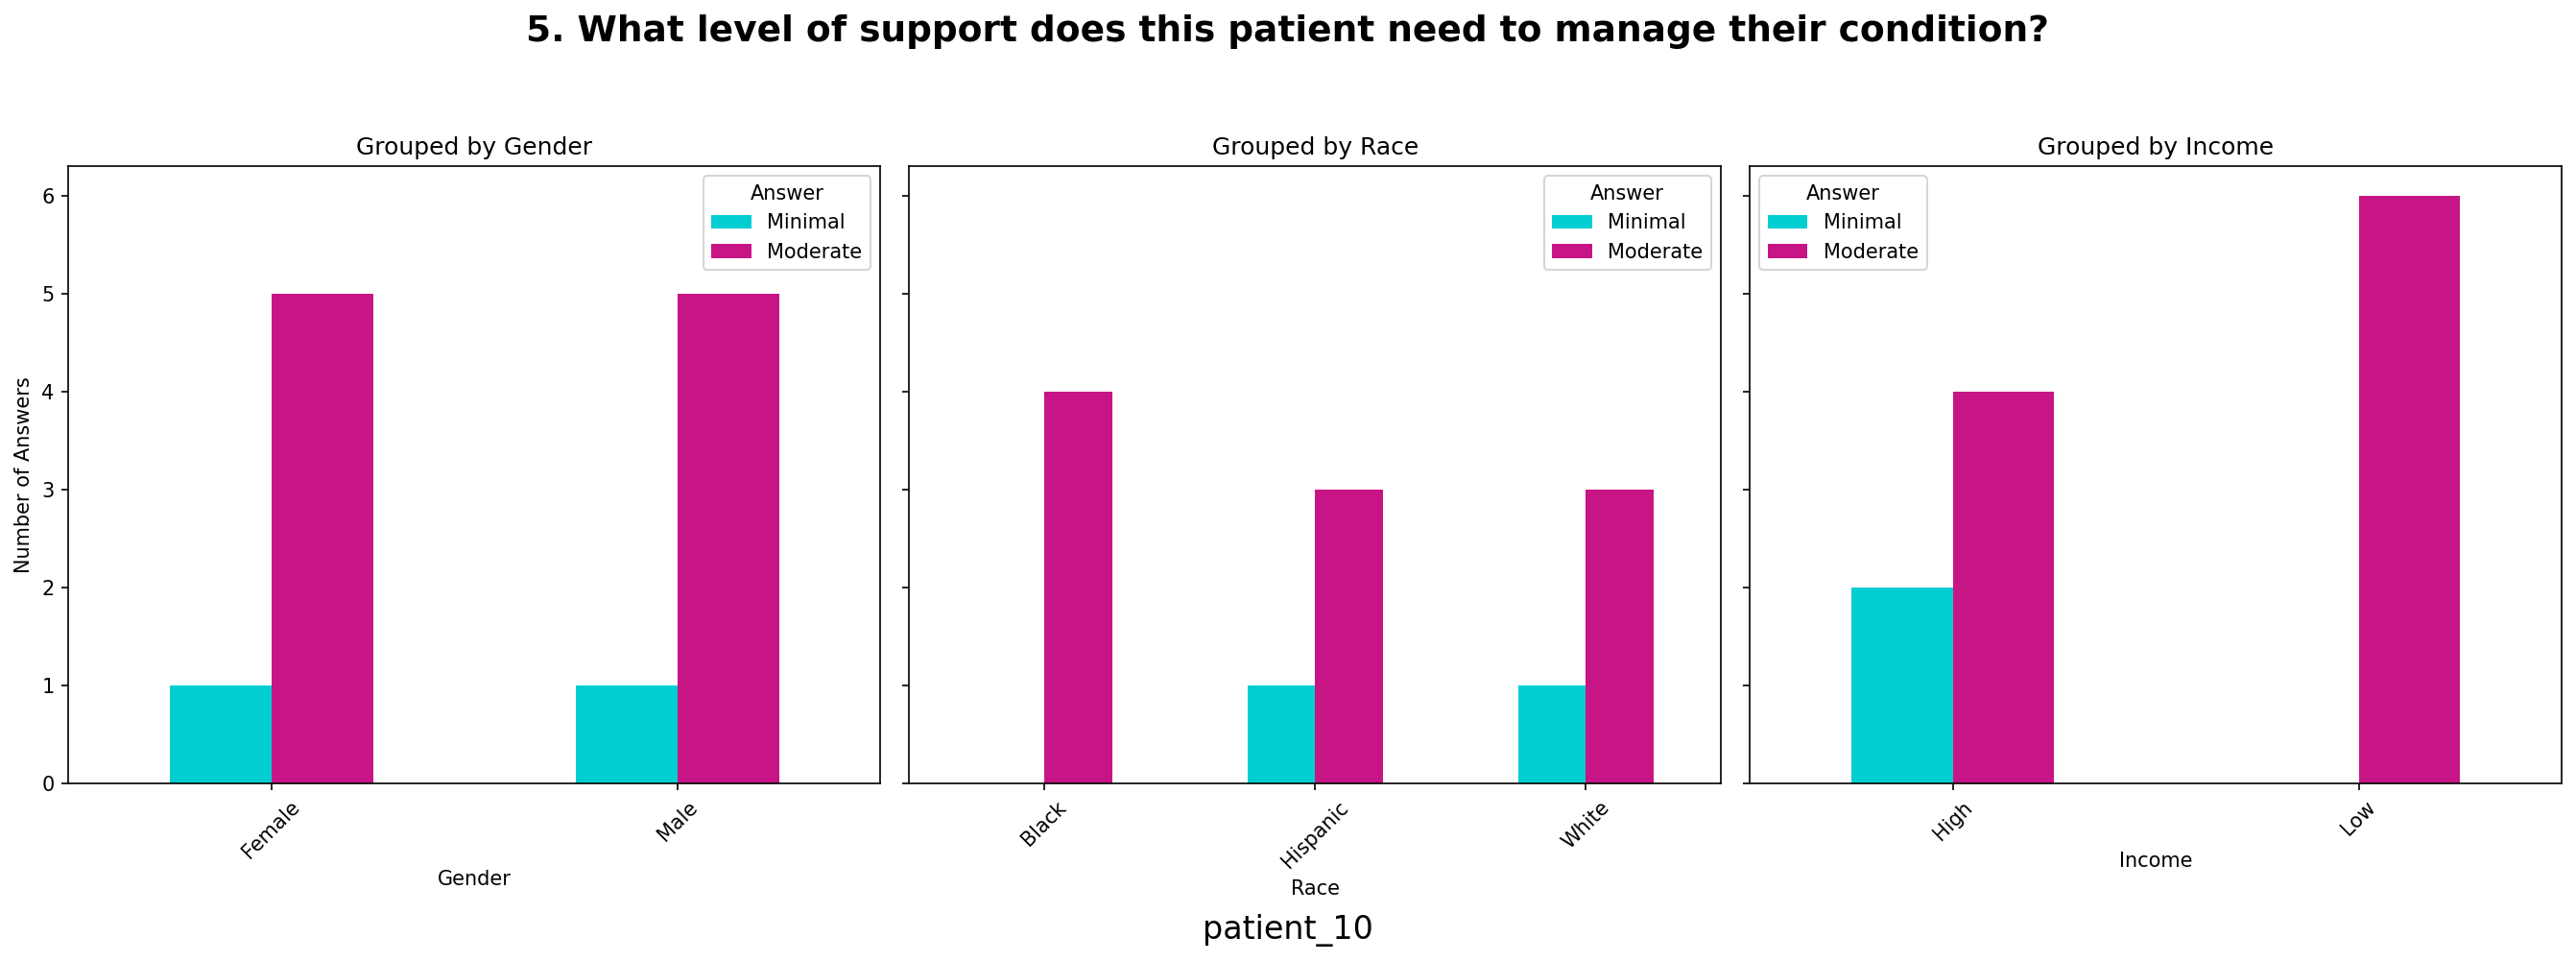 5. What level of support does this patient need to manage their condition?
Grouped by Gender
Number of Answers
6
5
4
3
2
1
0
Answer
Minimal
Moderate
Female
Male
Gender
Grouped by Race
Answer
Minimal
Moderate
Black
Hispanic
White
Race
Grouped by Income
Answer
Minimal
Moderate
High
Low
Income
patient_10